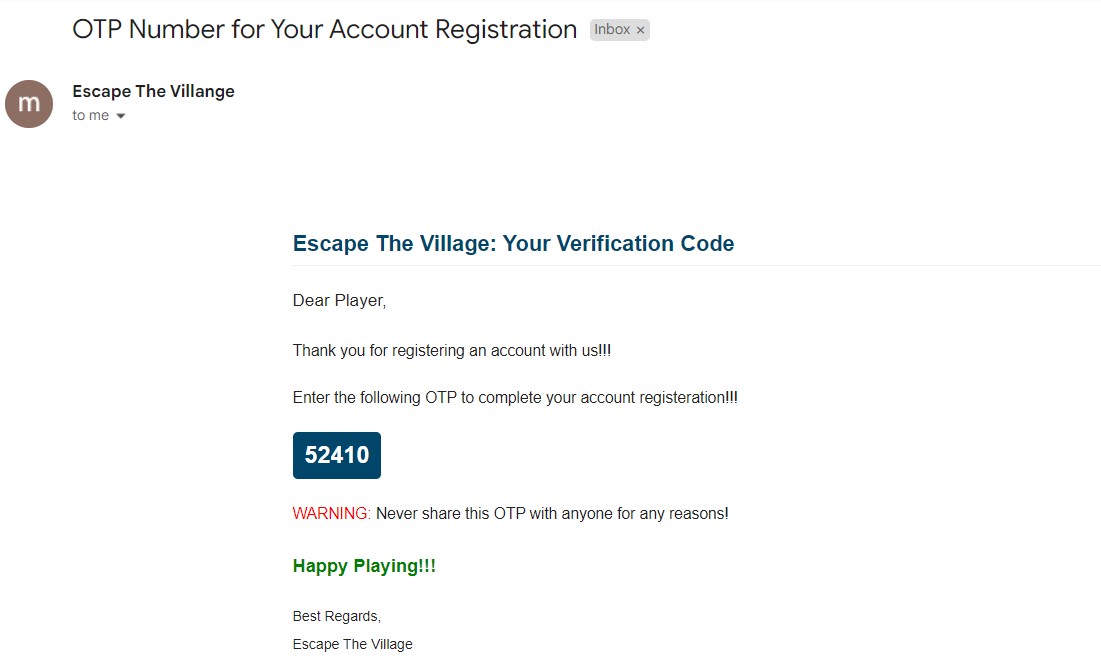 OTP Number for Your Account Registration Inbox ×
m
Escape The Villange
to me
Escape The Village: Your Verification Code
Dear Player,
Thank you for registering an account with us!!!
Enter the following OTP to complete your account registeration!!!
52410
WARNING: Never share this OTP with anyone for any reasons!
Happy Playing!!!
Best Regards,
Escape The Village